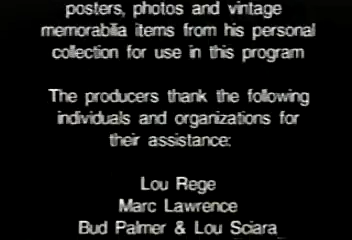 posters, photos and vintage
memorabilia items from his personal
collection for use in this program
The producers thank the following
individuals and organizations for
their assistance:
Lou Rege
Marc Lawrence
Bud Palmer & Lou Sciara